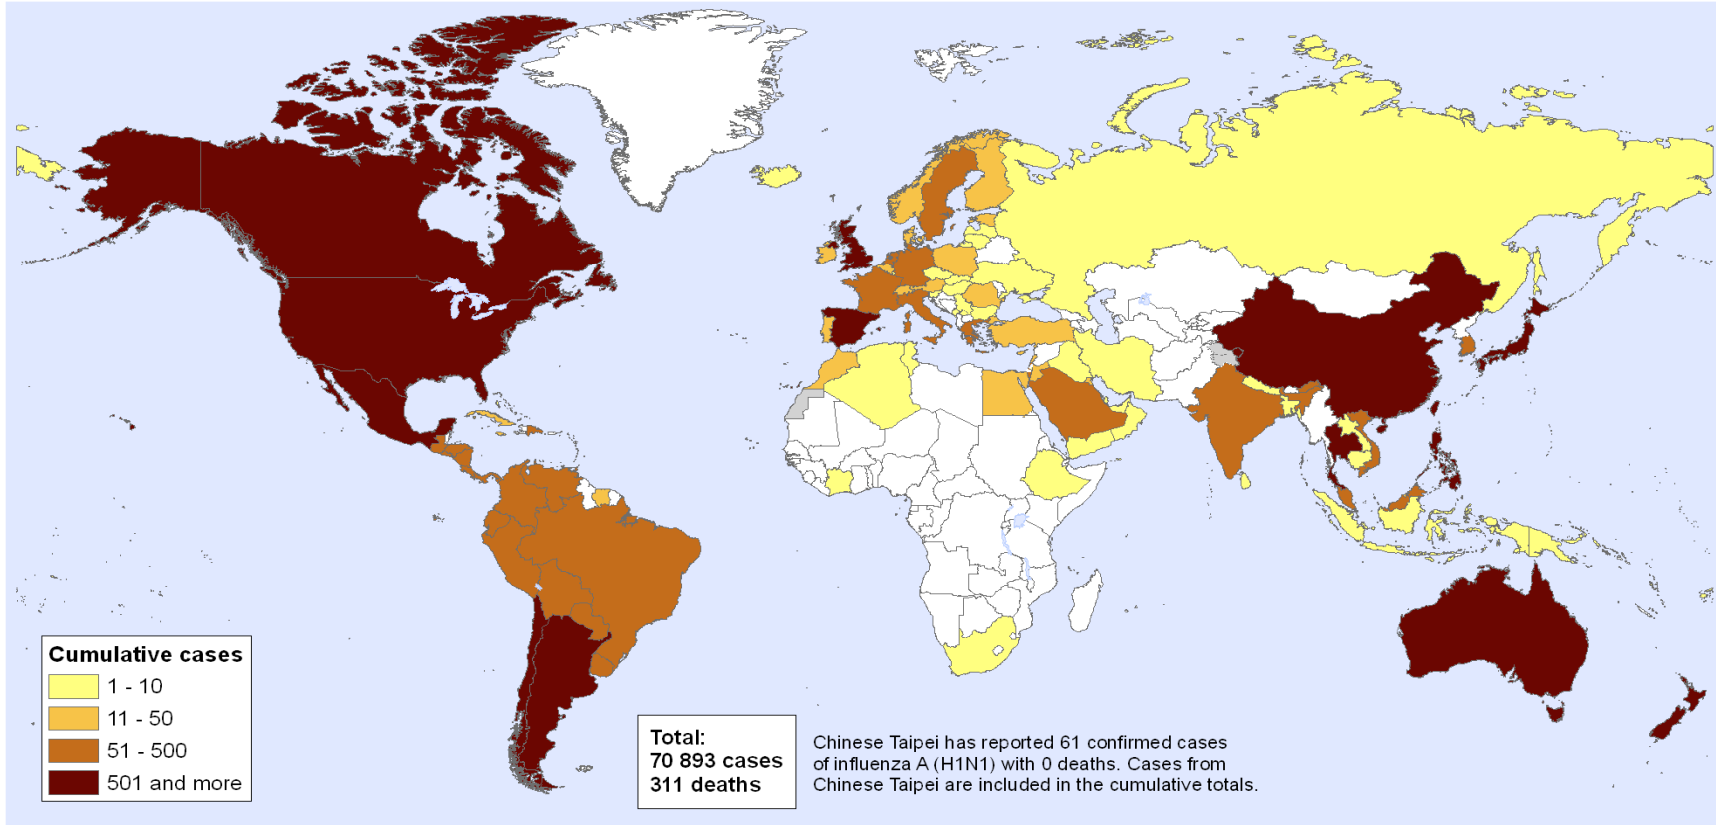 Cumulative cases
1 - 10
11 - 50
51 - 500
501 and more
Total:
70 893 cases
311 deaths
Chinese Taipei has reported 61 confirmed cases
of influenza A (H1N1) with 0 deaths. Cases from
Chinese Taipei are included in the cumulative totals.